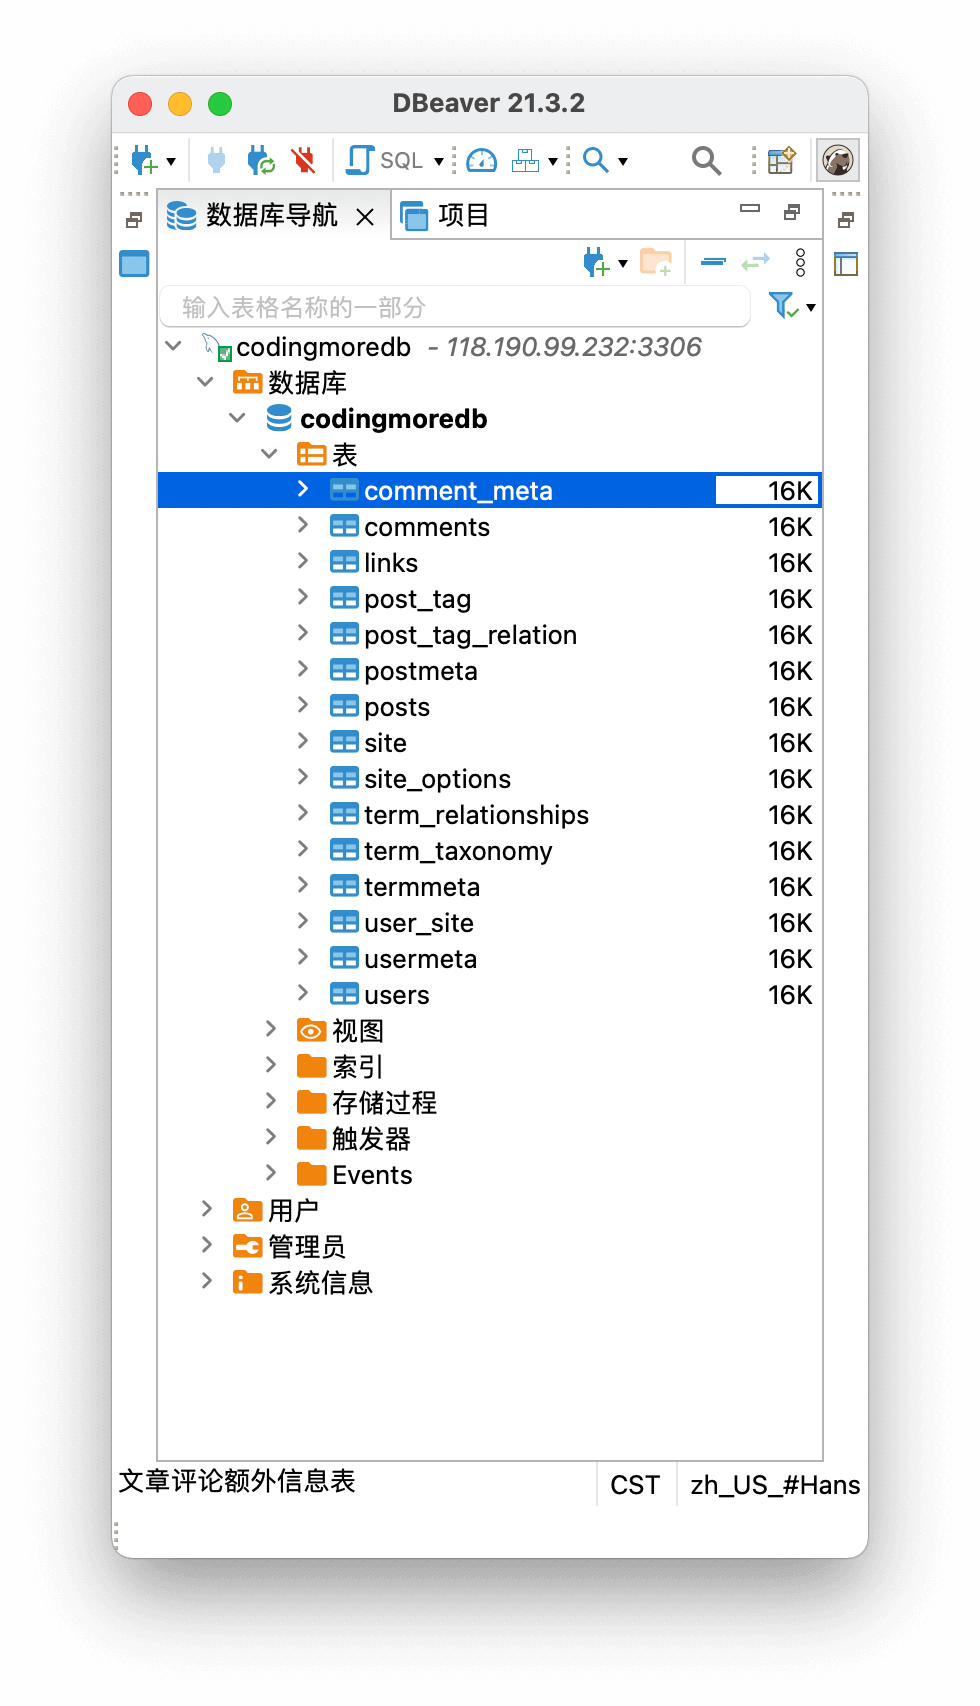 DBeaver 21.3.2
SQL
数据库导航
项目
输入表格名称的一部分
codingmoredb - 118.190.99.232:3306
数据库
codingmoredb
表
comment_meta 16K
comments 16K
links 16K
post_tag 16K
post_tag_relation 16K
postmeta 16K
posts 16K
site 16K
site_options 16K
term_relationships 16K
term_taxonomy 16K
termmeta 16K
user_site 16K
usermeta 16K
users 16K
视图
索引
存储过程
触发器
Events
用户
管理员
系统信息
文章评论额外信息表 CST zh_US_#Hans